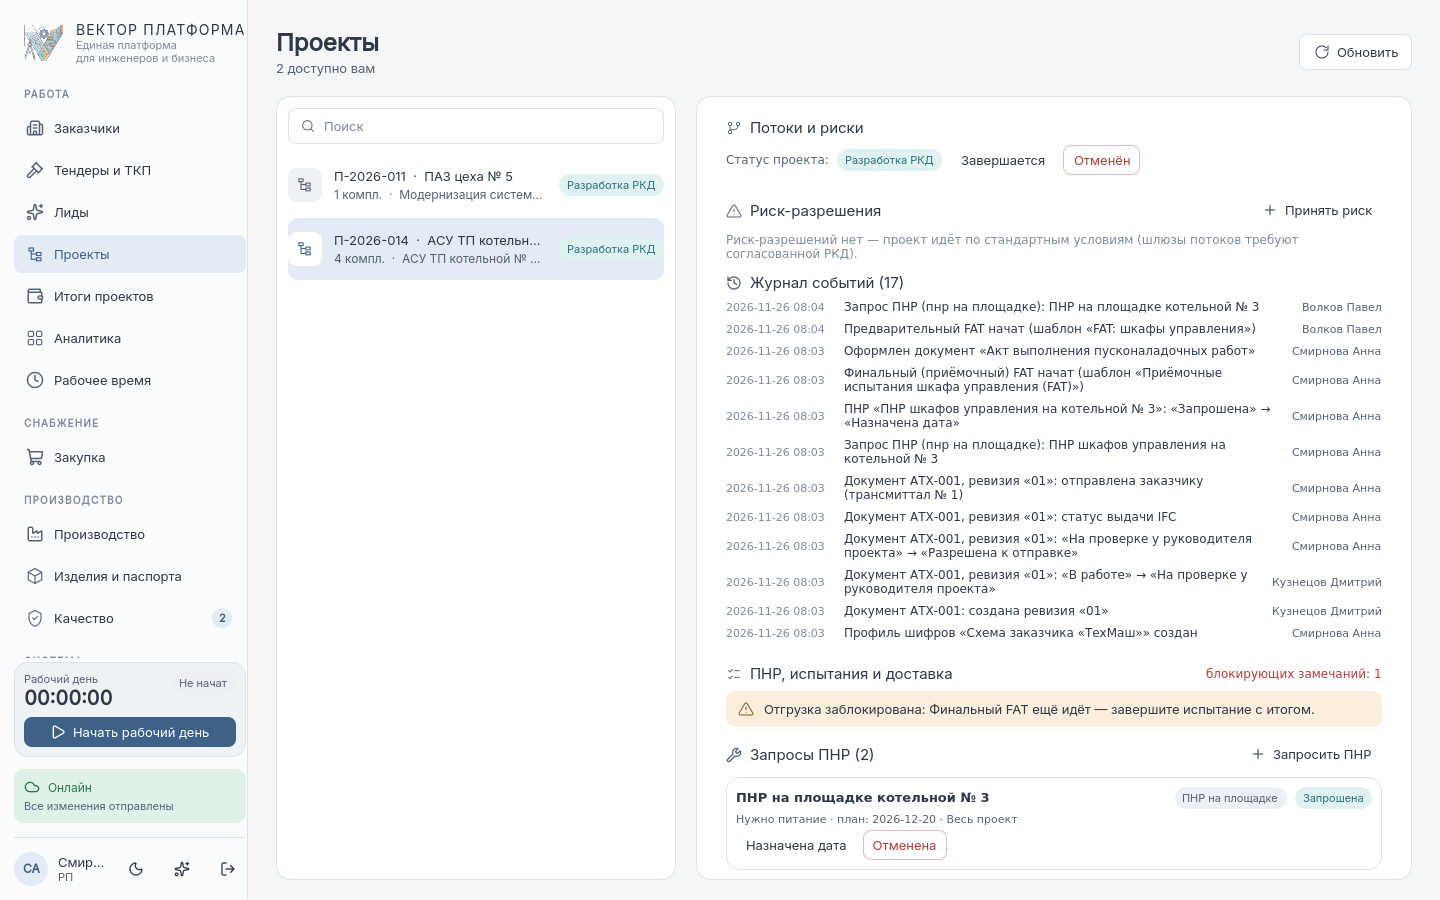 ВЕКТОР ПЛАТФОРМА
Единая платформа
для инженеров и бизнеса
РАБОТА
Заказчики
Тендеры и ТКП
Лиды
Проекты
Итоги проектов
Аналитика
Рабочее время
СНАБЖЕНИЕ
Закупка
ПРОИЗВОДСТВО
Производство
Изделия и паспорта
Качество 2
Рабочий день
Не начат
00:00:00
Начать рабочий день
Онлайн
Все изменения отправлены
СА
Смир...
РП
Проекты
2 доступно вам
Обновить
Поиск
П-2026-011 · ПАЗ цеха № 5
1 компл. · Модернизация систем...
Разработка РКД
П-2026-014 · АСУ ТП котельн...
4 компл. · АСУ ТП котельной № ...
Разработка РКД
Потоки и риски
Статус проекта: Разработка РКД Завершается Отменён
Риск-разрешения
Принять риск
Риск-разрешений нет — проект идёт по стандартным условиям (шлюзы потоков требуют
согласованной РКД).
Журнал событий (17)
2026-11-26 08:04 Запрос ПНР (пнр на площадке): ПНР на площадке котельной № 3 Волков Павел
2026-11-26 08:04 Предварительный FAT начат (шаблон «FAT: шкафы управления») Волков Павел
2026-11-26 08:03 Оформлен документ «Акт выполнения пусконаладочных работ» Смирнова Анна
2026-11-26 08:03 Финальный (приёмочный) FAT начат (шаблон «Приёмочные
испытания шкафа управления (FAT)») Смирнова Анна
2026-11-26 08:03 ПНР «ПНР шкафов управления на котельной № 3»: «Запрошена» →
«Назначена дата» Смирнова Анна
2026-11-26 08:03 Запрос ПНР (пнр на площадке): ПНР шкафов управления на
котельной № 3 Смирнова Анна
2026-11-26 08:03 Документ АТХ-001, ревизия «01»: отправлена заказчику
(трансмиттал № 1) Смирнова Анна
2026-11-26 08:03 Документ АТХ-001, ревизия «01»: статус выдачи IFC Смирнова Анна
2026-11-26 08:03 Документ АТХ-001, ревизия «01»: «На проверке у руководителя
проекта» → «Разрешена к отправке» Смирнова Анна
2026-11-26 08:03 Документ АТХ-001, ревизия «01»: «В работе» → «На проверке у
руководителя проекта» Кузнецов Дмитрий
2026-11-26 08:03 Документ АТХ-001: создана ревизия «01» Кузнецов Дмитрий
2026-11-26 08:03 Профиль шифров «Схема заказчика «ТехМаш»» создан Смирнова Анна
ПНР, испытания и доставка
блокирующих замечаний: 1
Отгрузка заблокирована: Финальный FAT ещё идёт — завершите испытание с итогом.
Запросы ПНР (2)
Запросить ПНР
ПНР на площадке котельной № 3
ПНР на площадке Запрошена
Нужно питание · план: 2026-12-20 · Весь проект
Назначена дата Отменена